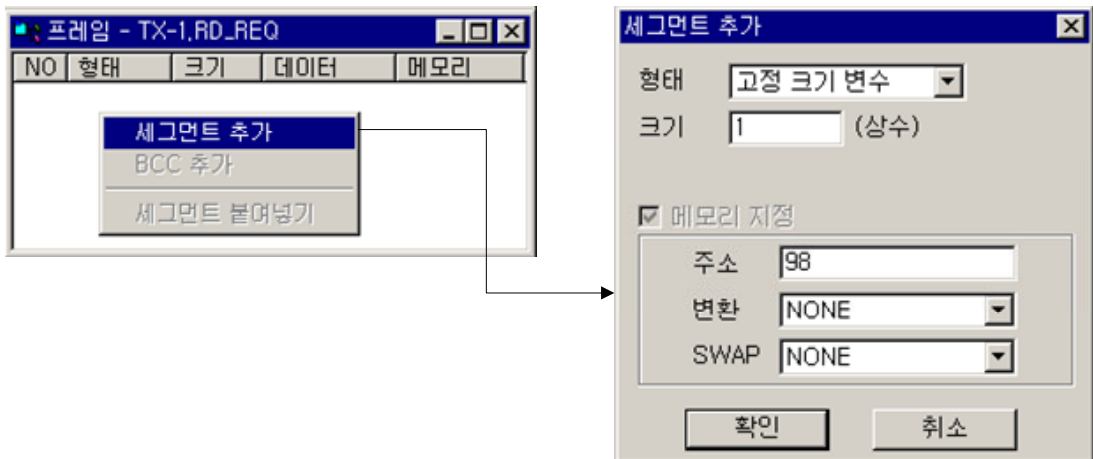 프레임 - TX-1,RD_REQ
NO 형태 크기 데이터 메모리
세그먼트 추가
BCC 추가
세그먼트 붙여넣기
세그먼트 추가
형태 고정 크기 변수
크기 1 (상수)
메모리 지정
주소 98
변환 NONE
SWAP NONE
확인 취소